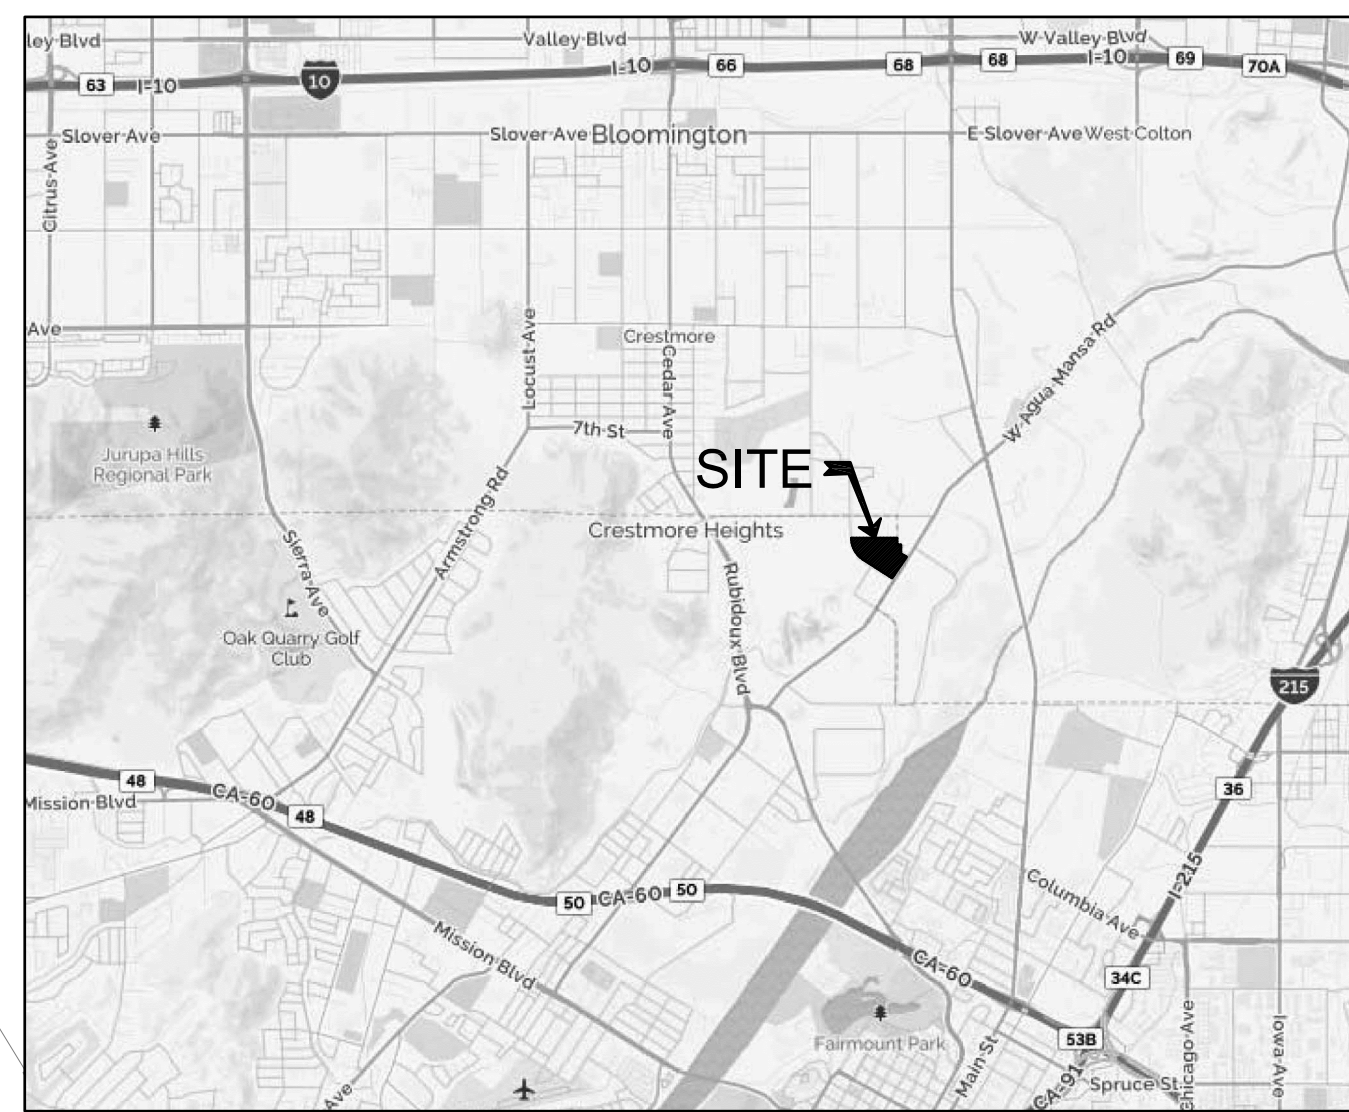 ley Blvd
Valley Blvd
W Valley Blvd
63
I-10
10
I-10
66
68
68
I-10
69
70A
Slover Ave
Slover Ave
Bloomington
E Slover Ave
West Colton
Citrus Ave
Ave
Locust Ave
Crestmore
Cedar Ave
W Agua Mansa Rd
7th St
Jurupa Hills
Regional Park
SITE
Armstrong Rd
Crestmore Heights
Sierra Ave
Rubidoux Blvd
Oak Quarry Golf
Club
215
48
Mission Blvd
CA-60
48
36
I-215
50
CA-60
50
Columbia Ave
Mission Blvd
CA-60
34C
Fairmount Park
Main St
53B
CA-91
Spruce St
Chicago Ave
Iowa Ave
Ave